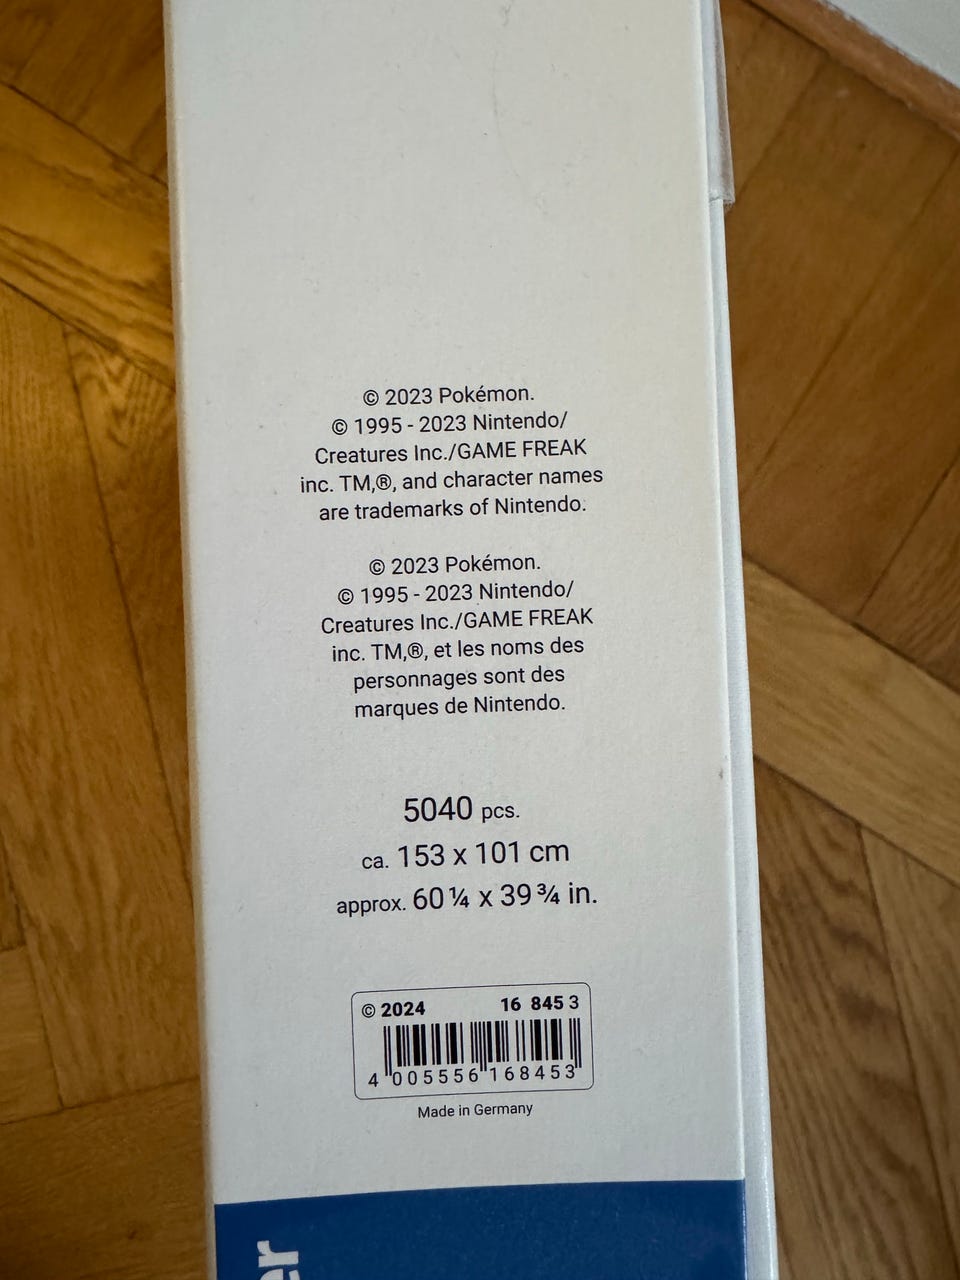 © 2023 Pokémon.
© 1995 - 2023 Nintendo/
Creatures Inc./GAME FREAK
inc. TM,®, and character names
are trademarks of Nintendo.
© 2023 Pokémon.
© 1995 - 2023 Nintendo/
Creatures Inc./GAME FREAK
inc. TM,®, et les noms des
personnages sont des
marques de Nintendo.
5040 pcs.
ca. 153 x 101 cm
approx. 60 ¼ x 39 ¾ in.
© 2024 16 845 3
4 005556 168453
Made in Germany
er